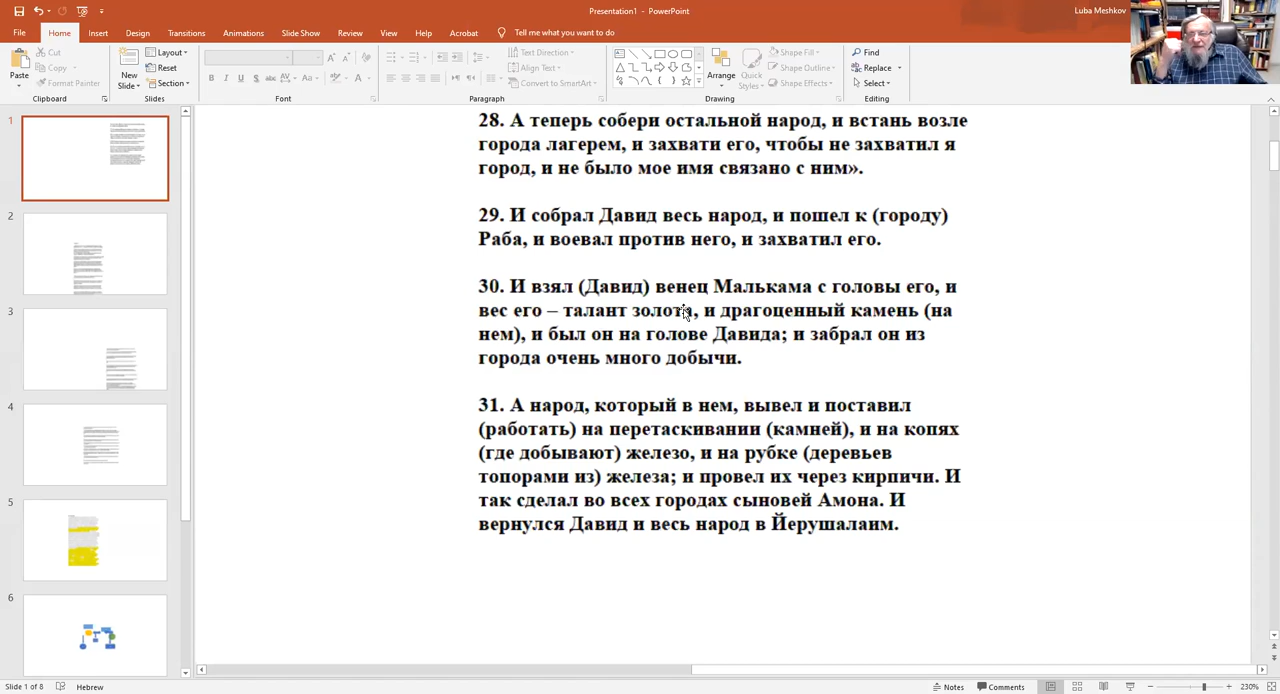 Presentation1 - PowerPoint
Luba Meshkov
File Home Insert Design Transitions Animations Slide Show Review View Help Acrobat Tell me what you want to do
Cut
Copy
Format Painter
Paste
Clipboard
New
Slide
Layout
Reset
Section
Slides
Font
Text Direction
Align Text
Convert to SmartArt
Paragraph
Arrange
Quick
Styles
Shape Fill
Shape Outline
Shape Effects
Drawing
Find
Replace
Select
Editing
1
2
3
4
5
6
28. А теперь собери остальной народ, и встань возле
города лагерем, и захвати его, чтобы не захватил я
город, и не было мое имя связано с ним».
29. И собрал Давид весь народ, и пошел к (городу)
Раба, и воевал против него, и захватил его.
30. И взял (Давид) венец Малькама с головы его, и
вес его – талант золота, и драгоценный камень (на
нем), и был он на голове Давида; и забрал он из
города очень много добычи.
31. А народ, который в нем, вывел и поставил
(работать) на перетаскивании (камней), и на копях
(где добывают) железо, и на рубке (деревьев
топорами из) железа; и провел их через кирпичи. И
так сделал во всех городах сыновей Амона. И
вернулся Давид и весь народ в Йерушалаим.
Slide 1 of 8 Hebrew Notes Comments 230%